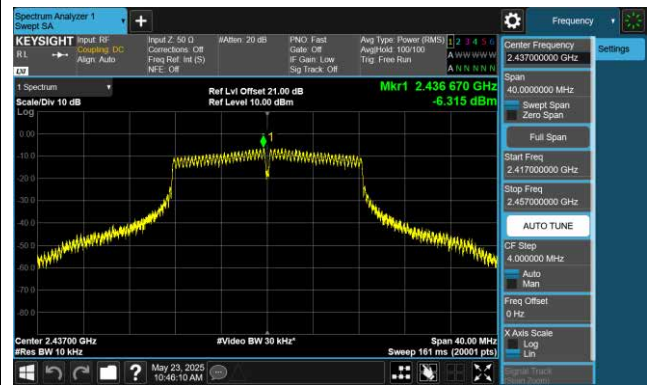 Spectrum Analyzer 1
Swept SA
Frequency
KEYSIGHT
RL
LXI
Input: RF
Coupling: DC
Align: Auto
Input Z: 50 Ω
Corrections: Off
Freq Ref: Int (S)
NFE: Off
#Atten: 20 dB
PNO: Fast
Gate: Off
IF Gain: Low
Sig Track: Off
Avg Type: Power (RMS)
Avg|Hold: 100/100
Trig: Free Run
1 2 3 4 5 6
A W W W W W
A N N N N N
1 Spectrum
Scale/Div 10 dB
Log
Ref Lvl Offset 21.00 dB
Ref Level 10.00 dBm
Mkr1 2.436 670 GHz
-6.315 dBm
1
0.00
-10.0
-20.0
-30.0
-40.0
-50.0
-60.0
-70.0
-80.0
Center 2.43700 GHz
#Res BW 10 kHz
#Video BW 30 kHz*
Span 40.00 MHz
Sweep 161 ms (20001 pts)
May 23, 2025
10:46:10 AM
Center Frequency
2.437000000 GHz
Settings
Span
40.0000000 MHz
Swept Span
Zero Span
Full Span
Start Freq
2.417000000 GHz
Stop Freq
2.457000000 GHz
AUTO TUNE
CF Step
4.000000 MHz
Auto
Man
Freq Offset
0 Hz
X Axis Scale
Log
Lin
Signal Track
(Span Zoom)